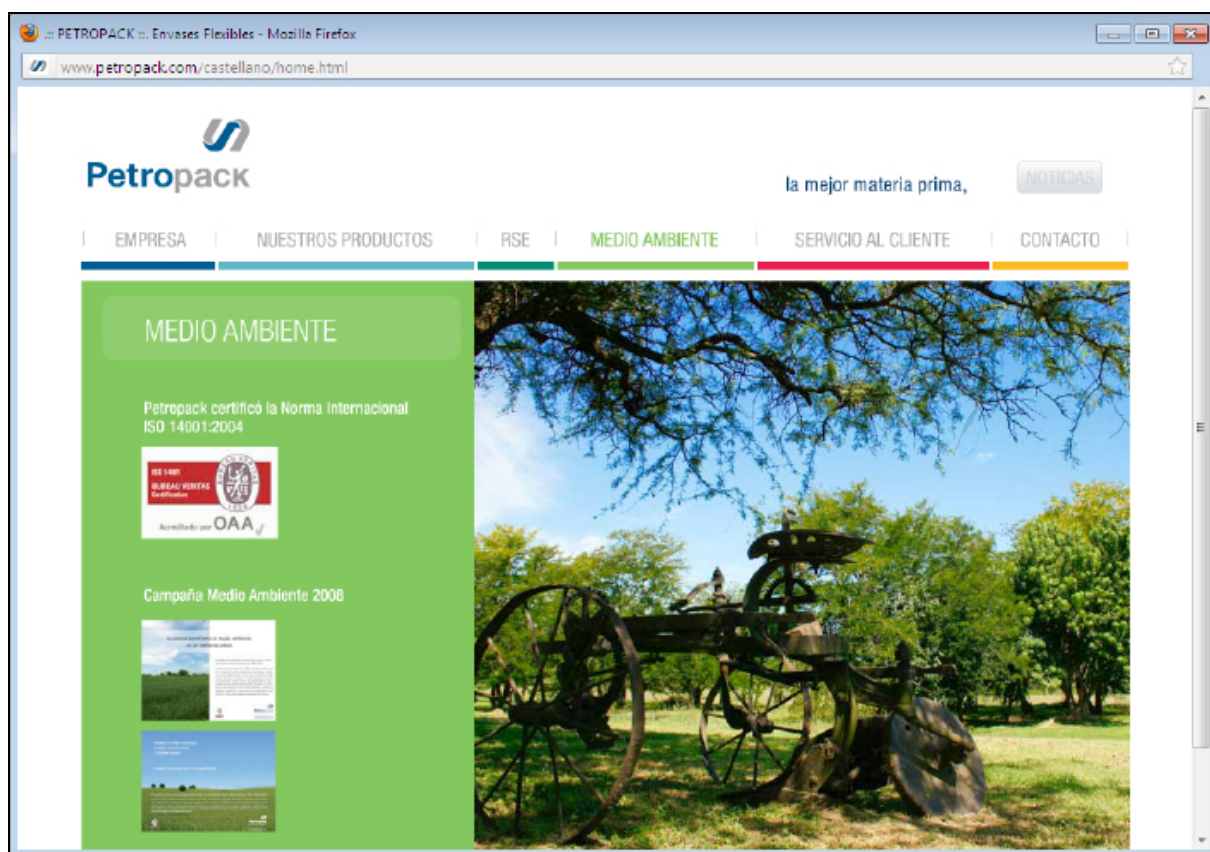 .:: PETROPACK ::. Envases Flexibles - Mozilla Firefox
www.petropack.com/castellano/home.html
Petropack
la mejor materia prima,
NOTICIAS
EMPRESA
NUESTROS PRODUCTOS
RSE
MEDIO AMBIENTE
SERVICIO AL CLIENTE
CONTACTO
MEDIO AMBIENTE
Petropack certificó la Norma Internacional
ISO 14001:2004
ISO 14001
BUREAU VERITAS
Certification
Acreditado por OAA
Campaña Medio Ambiente 2008